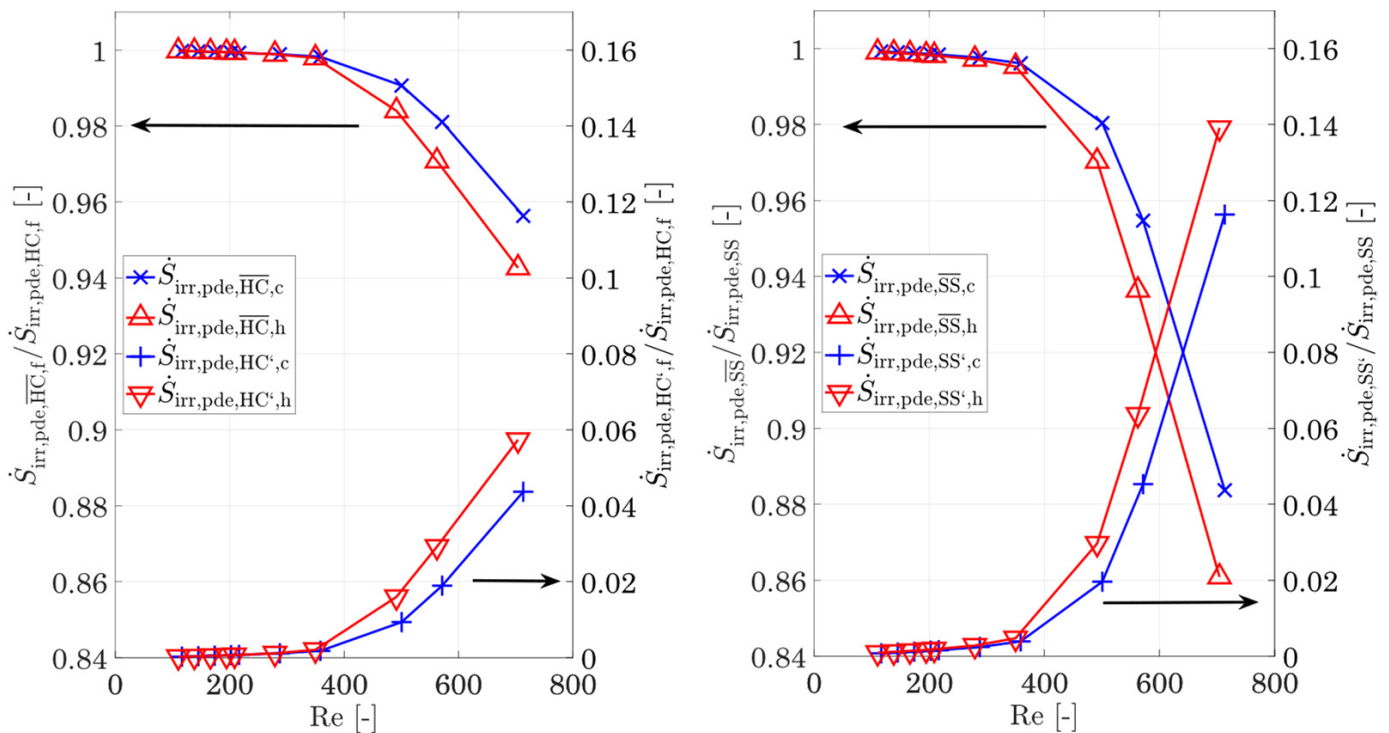 1
0.98
0.96
0.94
0.92
0.9
0.88
0.86
0.84
0.16
0.14
0.12
0.1
0.08
0.06
0.04
0.02
0
0 200 400 600 800
Re [-]
Ṡirr,pde,H̅C̅,f/Ṡirr,pde,HC,f [-]
Ṡirr,pde,HC‘,f/Ṡirr,pde,HC,f [-]
Ṡirr,pde,H̅C̅,c
Ṡirr,pde,H̅C̅,h
Ṡirr,pde,HC‘,c
Ṡirr,pde,HC‘,h
1
0.98
0.96
0.94
0.92
0.9
0.88
0.86
0.84
0.16
0.14
0.12
0.1
0.08
0.06
0.04
0.02
0
0 200 400 600 800
Re [-]
Ṡirr,pde,S̅S̅/Ṡirr,pde,SS [-]
Ṡirr,pde,SS‘/Ṡirr,pde,SS [-]
Ṡirr,pde,S̅S̅,c
Ṡirr,pde,S̅S̅,h
Ṡirr,pde,SS‘,c
Ṡirr,pde,SS‘,h